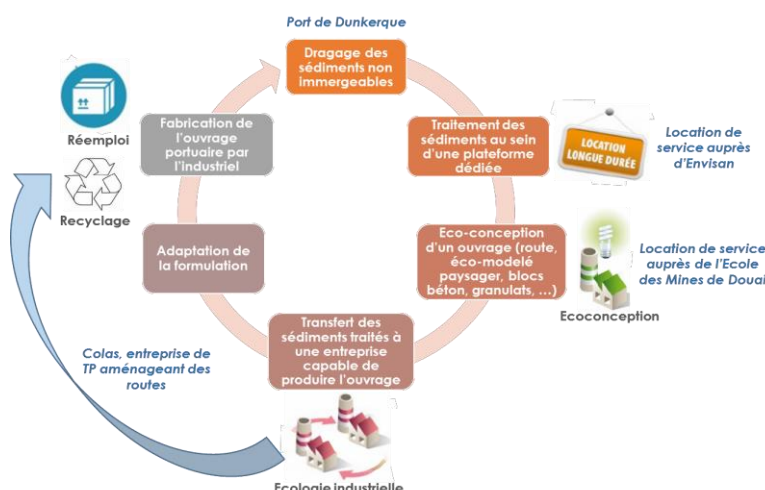 Port de Dunkerque
Dragage des
sédiments non
immergeables
Traitement des
sédiments au sein
d'une plateforme
dédiée
LOCATION
LONGUE DURÉE
Location de
service auprès
d'Envisan
Eco-conception
d'un ouvrage (route,
éco-modelé
paysager, blocs
béton, granulats, ...)
Ecoconception
Location de service
auprès de l'Ecole
des Mines de Douai
Transfert des
sédiments traités à
une entreprise
capable de
produire l'ouvrage
Ecologie industrielle
Colas, entreprise de
TP aménageant des
routes
Adaptation de
la formulation
Fabrication de
l'ouvrage
portuaire par
l'industriel
Réemploi
Recyclage